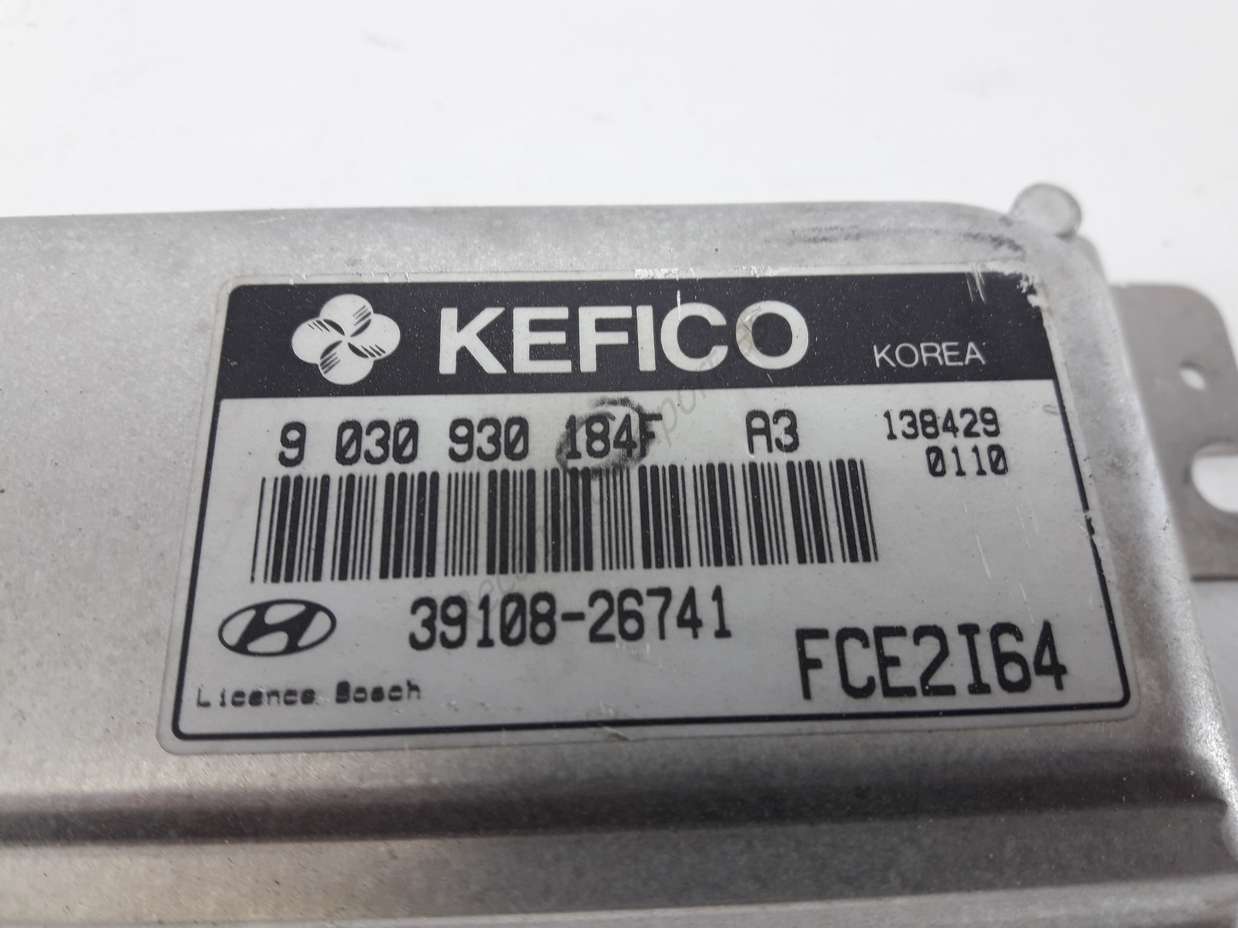 KEFICO KOREA
9 030 930 184F A3 138429
0110
39108-26741
FCE2I64
Licence Bosch